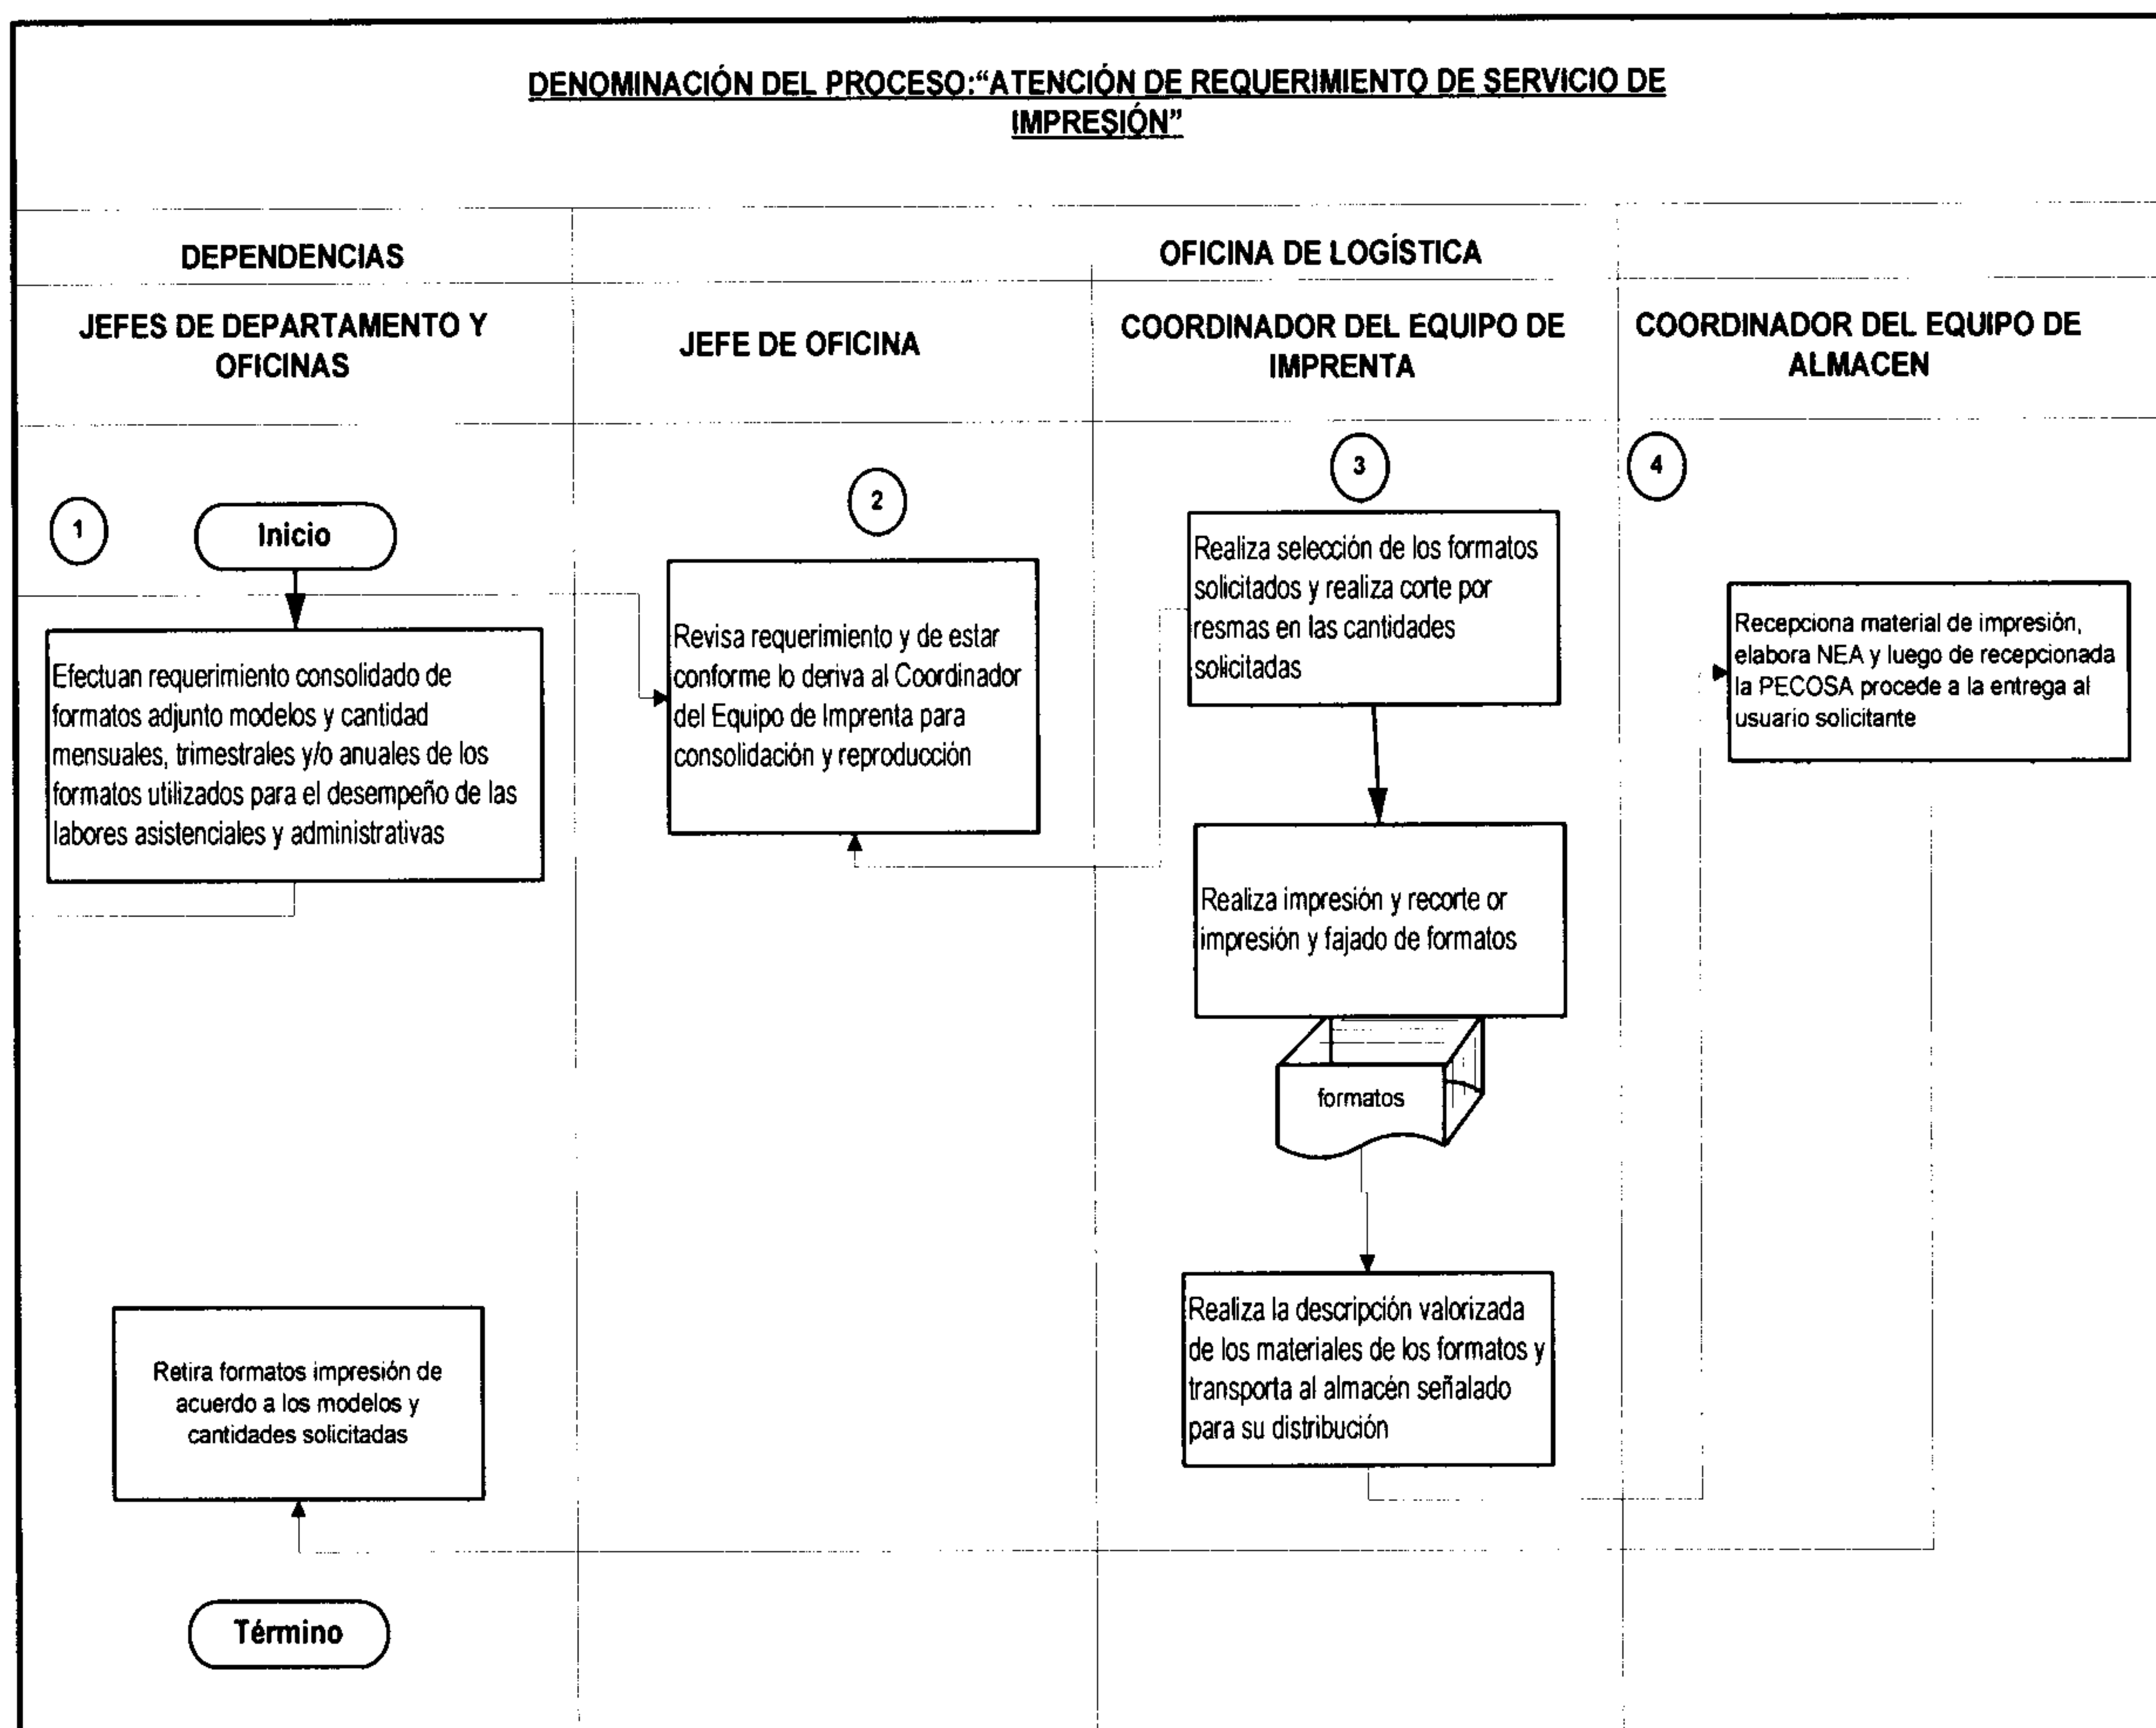 DENOMINACIÓN DEL PROCESO:“ATENCIÓN DE REQUERIMIENTO DE SERVICIO DE
IMPRESIÓN”
DEPENDENCIAS
OFICINA DE LOGÍSTICA
JEFES DE DEPARTAMENTO Y
OFICINAS
JEFE DE OFICINA
COORDINADOR DEL EQUIPO DE
IMPRENTA
COORDINADOR DEL EQUIPO DE
ALMACEN
1
Inicio
Efectuan requerimiento consolidado de
formatos adjunto modelos y cantidad
mensuales, trimestrales y/o anuales de los
formatos utilizados para el desempeño de las
labores asistenciales y administrativas
2
Revisa requerimiento y de estar
conforme lo deriva al Coordinador
del Equipo de Imprenta para
consolidación y reproducción
3
Realiza selección de los formatos
solicitados y realiza corte por
resmas en las cantidades
solicitadas
Realiza impresión y recorte or
impresión y fajado de formatos
formatos
Realiza la descripción valorizada
de los materiales de los formatos y
transporta al almacén señalado
para su distribución
4
Recepciona material de impresión,
elabora NEA y luego de recepcionada
la PECOSA procede a la entrega al
usuario solicitante
Retira formatos impresión de
acuerdo a los modelos y
cantidades solicitadas
Término